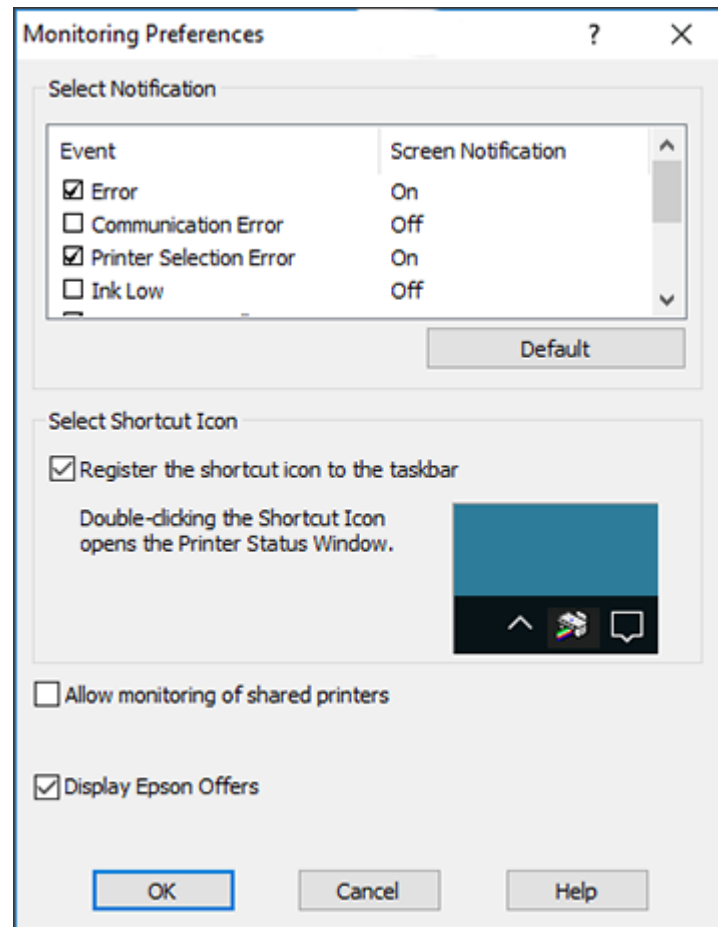 Monitoring Preferences ?
Select Notification
Event Screen Notification
Error On
Communication Error Off
Printer Selection Error On
Ink Low Off
Default
Select Shortcut Icon
Register the shortcut icon to the taskbar
Double-clicking the Shortcut Icon
opens the Printer Status Window.
Allow monitoring of shared printers
Display Epson Offers
OK Cancel Help